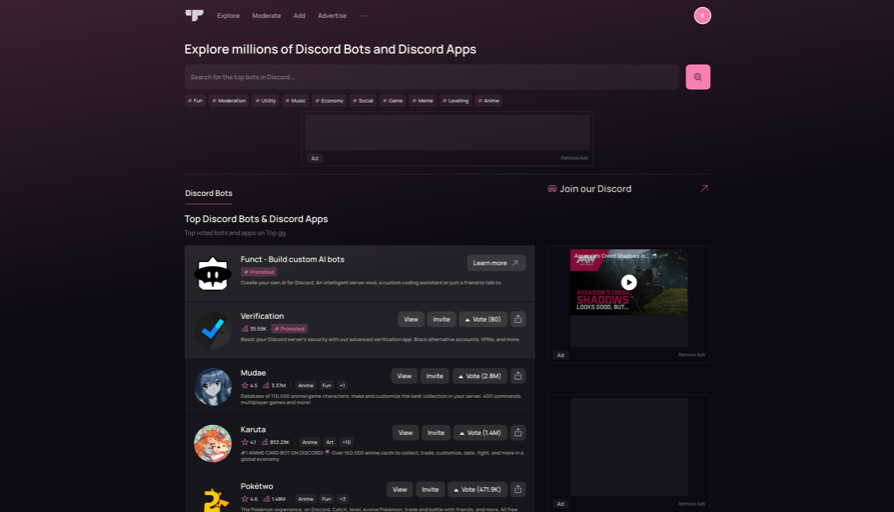 Explore Moderate Add Advertise ...
S
Explore millions of Discord Bots and Discord Apps
Search for the top bots in Discord...
# Fun # Moderation # Utility # Music # Economy # Social # Game # Meme # Leveling # Anime
Ad Remove Ads
Discord Bots
Join our Discord
Top Discord Bots & Discord Apps
Top voted bots and apps on Top.gg
Funct - Build custom AI bots
Promoted
Create your own AI for Discord. An intelligent server mod, a custom coding assistant or just a friend to talk to.
Learn more
Verification
35.59K Promoted
Boost your Discord server's security with our advanced verification app. Block alternative accounts, VPNs, and more.
View Invite Vote (80)
Mudae
4.5 3.37M Anime Fun +1
Database of 110,000 anime/game characters: make and customize the best collection in your server. 400 commands,
multiplayer games and more!
View Invite Vote (2.8M)
Karuta
4.1 853.29K Anime Art +10
#1 ANIME CARD BOT ON DISCORD! Over 160,000 anime cards to collect, trade, customize, date, fight, and more in a
global economy.
View Invite Vote (1.4M)
Pokétwo
4.6 1.48M Anime Fun +3
The Pokémon experience, on Discord. Catch, level, evolve Pokémon, trade and battle with friends, and more. All free
View Invite Vote (471.9K)
Assassin's Creed Shadows lo...
ASSASSIN'S CREED
SHADOWS
LOOKS GOOD, BUT...
Ad Remove Ads
Ad Remove Ads